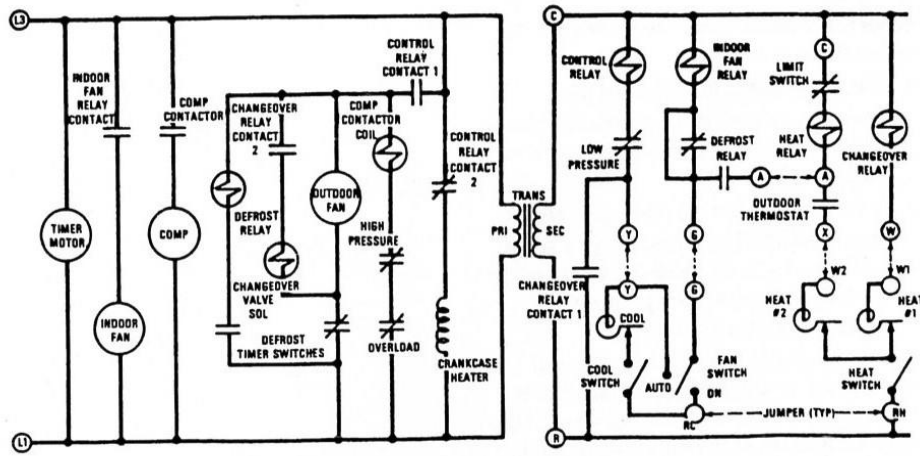 L3
C
CONTROL
RELAY
CONTACT 1
INDOOR
FAN
RELAY
CONTACT
COMP
CONTACTOR
CHANGEOVER
RELAY
CONTACT
2
COMP
CONTACTOR
COIL
CONTROL
RELAY
CONTACT
2
CONTROL
RELAY
INDOOR
FAN
RELAY
C
LIMIT
SWITCH
LOW
PRESSURE
DEFROST
RELAY
HEAT
RELAY
CHANGEOVER
RELAY
A
A
OUTDOOR
THERMOSTAT
TIMER
MOTOR
COMP
DEFROST
RELAY
OUTDOOR
FAN
HIGH
PRESSURE
TRANS
PRI
SEC
Y
G
X
W
CHANGEOVER
VALVE
SOL
CHANGEOVER
RELAY
CONTACT 1
Y
G
W2
W1
INDOOR
FAN
DEFROST
TIMER SWITCHES
OVERLOAD
CRANKCASE
HEATER
COOL
HEAT
#2
HEAT
#1
COOL
SWITCH
AUTO
FAN
SWITCH
ON
HEAT
SWITCH
RC
JUMPER (TYP)
RH
L1
R